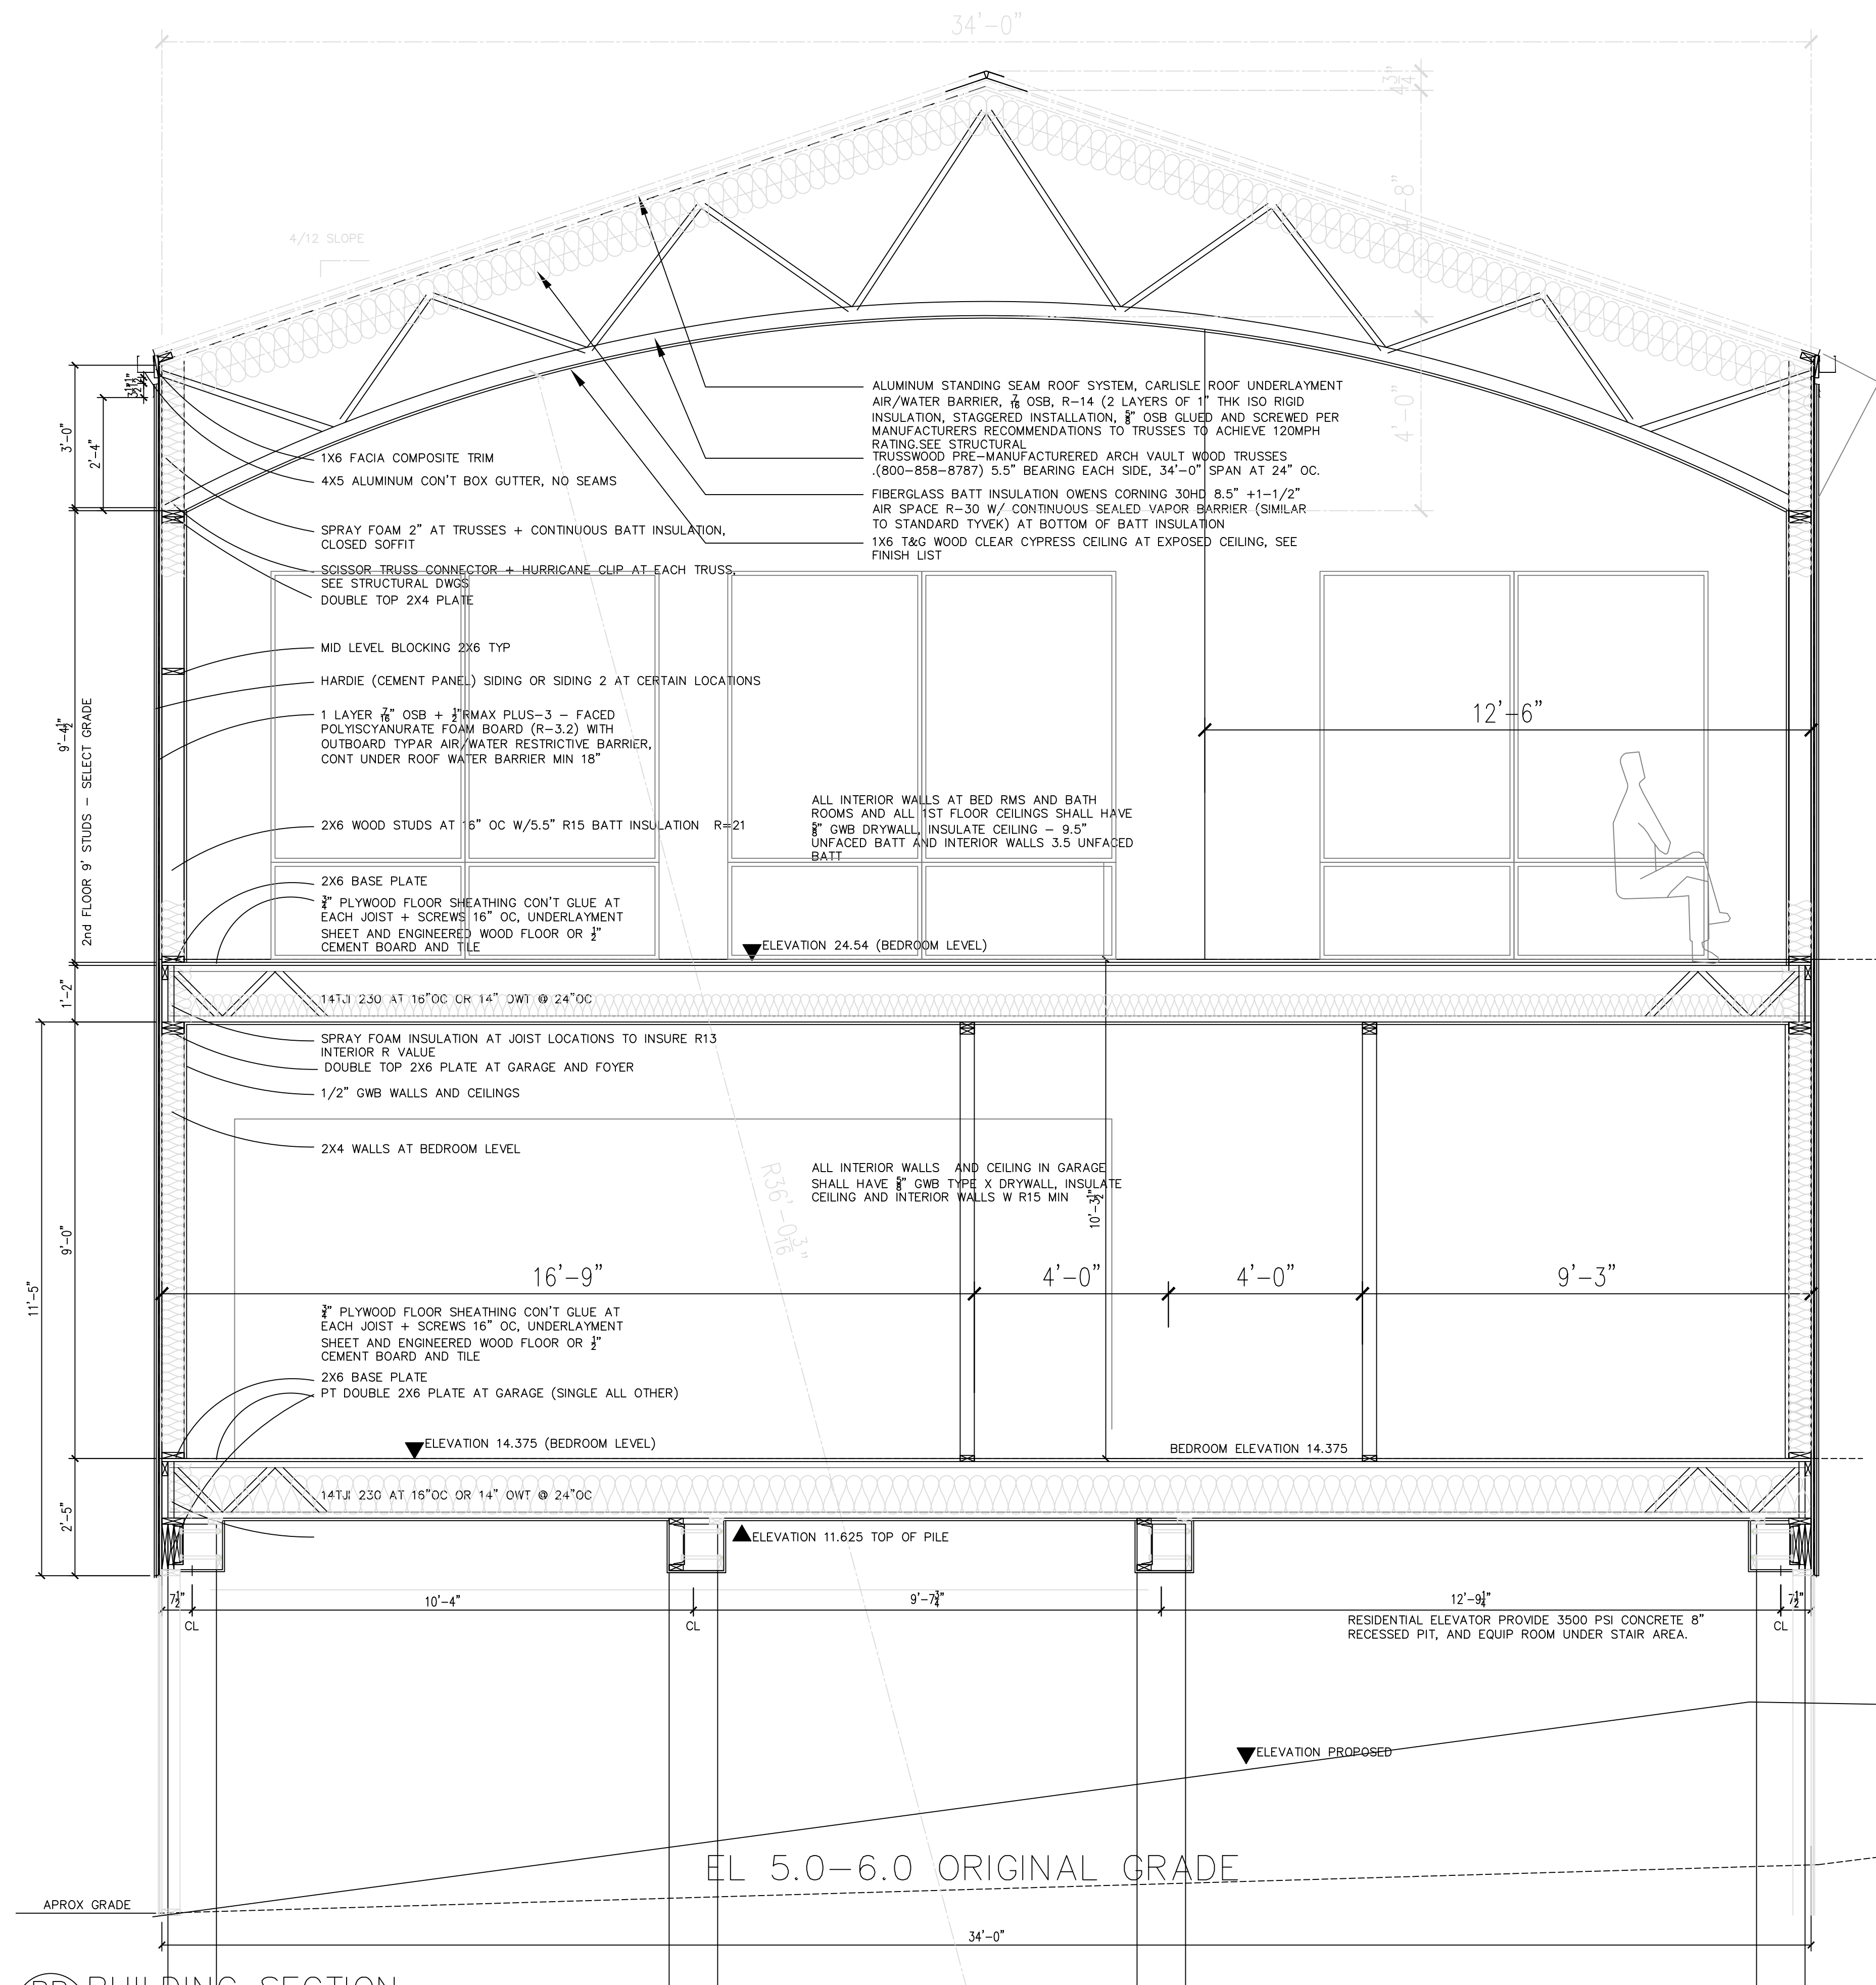 34'-0"
4 3/4"
4'-8"
4/12 SLOPE
3 1/2"
1 1/2"
3'-0"
2'-4"
4'-0"
ALUMINUM STANDING SEAM ROOF SYSTEM, CARLISLE ROOF UNDERLAYMENT
AIR/WATER BARRIER, 7/16 OSB, R-14 (2 LAYERS OF 1" THK ISO RIGID
INSULATION, STAGGERED INSTALLATION, 5/8" OSB GLUED AND SCREWED PER
MANUFACTURERS RECOMMENDATIONS TO TRUSSES TO ACHIEVE 120MPH
RATING.SEE STRUCTURAL
TRUSSWOOD PRE-MANUFACTURERED ARCH VAULT WOOD TRUSSES
.(800-858-8787) 5.5" BEARING EACH SIDE, 34'-0" SPAN AT 24" OC.
FIBERGLASS BATT INSULATION OWENS CORNING 30HD 8.5" +1-1/2"
AIR SPACE R-30 W/ CONTINUOUS SEALED VAPOR BARRIER (SIMILAR
TO STANDARD TYVEK) AT BOTTOM OF BATT INSULATION
1X6 T&G WOOD CLEAR CYPRESS CEILING AT EXPOSED CEILING, SEE
FINISH LIST
1X6 FACIA COMPOSITE TRIM
4X5 ALUMINUM CON'T BOX GUTTER, NO SEAMS
SPRAY FOAM 2" AT TRUSSES + CONTINUOUS BATT INSULATION,
CLOSED SOFFIT
SCISSOR TRUSS CONNECTOR + HURRICANE CLIP AT EACH TRUSS,
SEE STRUCTURAL DWGS
DOUBLE TOP 2X4 PLATE
MID LEVEL BLOCKING 2X6 TYP
HARDIE (CEMENT PANEL) SIDING OR SIDING 2 AT CERTAIN LOCATIONS
1 LAYER 7/16" OSB + 1/2"RMAX PLUS-3 - FACED
POLYISCYANURATE FOAM BOARD (R-3.2) WITH
OUTBOARD TYPAR AIR/WATER RESTRICTIVE BARRIER,
CONT UNDER ROOF WATER BARRIER MIN 18"
9'-4 1/2"
2nd FLOOR 9' STUDS - SELECT GRADE
12'-6"
2X6 WOOD STUDS AT 16" OC W/5.5" R15 BATT INSULATION R=21
ALL INTERIOR WALLS AT BED RMS AND BATH
ROOMS AND ALL 1ST FLOOR CEILINGS SHALL HAVE
5/8" GWB DRYWALL, INSULATE CEILING - 9.5"
UNFACED BATT AND INTERIOR WALLS 3.5 UNFACED
BATT
2X6 BASE PLATE
3/4" PLYWOOD FLOOR SHEATHING CON'T GLUE AT
EACH JOIST + SCREWS 16" OC, UNDERLAYMENT
SHEET AND ENGINEERED WOOD FLOOR OR 1/2"
CEMENT BOARD AND TILE
ELEVATION 24.54 (BEDROOM LEVEL)
1'-2"
14TJI 230 AT 16"OC OR 14" OWT @ 24"OC
SPRAY FOAM INSULATION AT JOIST LOCATIONS TO INSURE R13
INTERIOR R VALUE
DOUBLE TOP 2X6 PLATE AT GARAGE AND FOYER
1/2" GWB WALLS AND CEILINGS
2X4 WALLS AT BEDROOM LEVEL
ALL INTERIOR WALLS AND CEILING IN GARAGE
SHALL HAVE 5/8" GWB TYPE X DRYWALL, INSULATE
CEILING AND INTERIOR WALLS W R15 MIN
10'-3 1/2"
R36'-0 3/16"
9'-0"
11'-5"
16'-9"
4'-0"
4'-0"
9'-3"
3/4" PLYWOOD FLOOR SHEATHING CON'T GLUE AT
EACH JOIST + SCREWS 16" OC, UNDERLAYMENT
SHEET AND ENGINEERED WOOD FLOOR OR 1/2"
CEMENT BOARD AND TILE
2X6 BASE PLATE
PT DOUBLE 2X6 PLATE AT GARAGE (SINGLE ALL OTHER)
ELEVATION 14.375 (BEDROOM LEVEL)
BEDROOM ELEVATION 14.375
2'-5"
14TJI 230 AT 16"OC OR 14" OWT @ 24"OC
ELEVATION 11.625 TOP OF PILE
7 1/2"
10'-4"
9'-7 3/4"
12'-9 1/4"
7 1/2"
CL
CL
CL
RESIDENTIAL ELEVATOR PROVIDE 3500 PSI CONCRETE 8"
RECESSED PIT, AND EQUIP ROOM UNDER STAIR AREA.
ELEVATION PROPOSED
EL 5.0-6.0 ORIGINAL GRADE
APROX GRADE
34'-0"
BUILDING SECTION